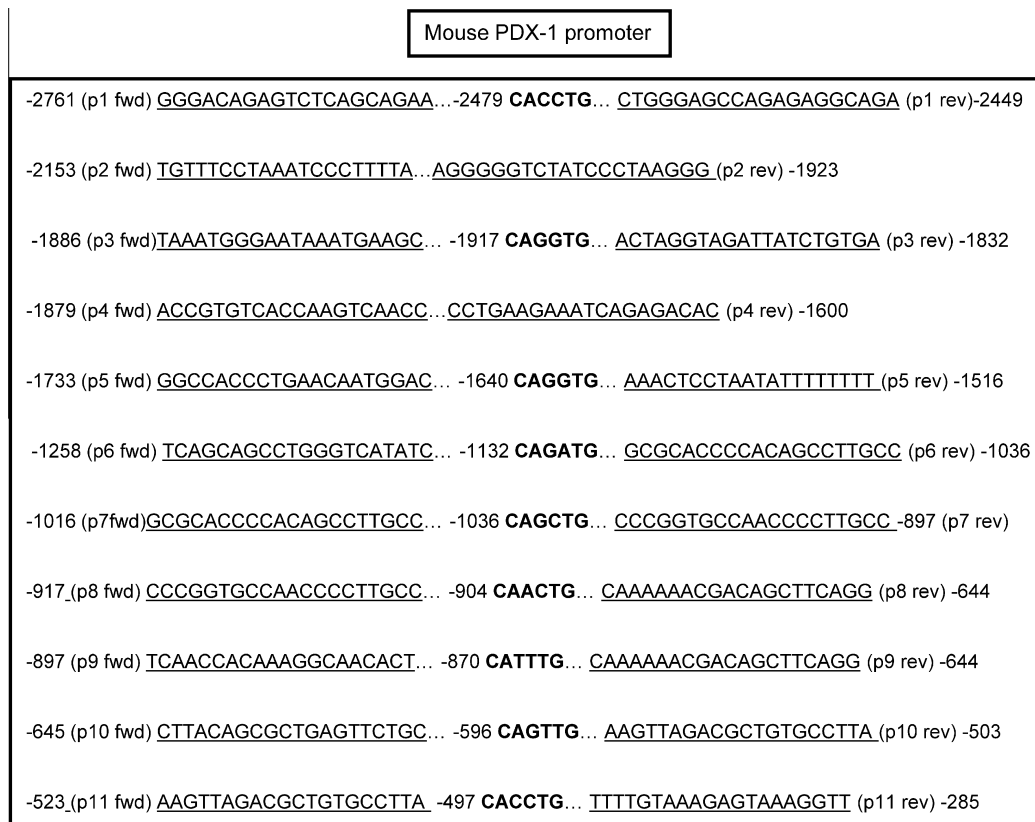 Mouse PDX-1 promoter
-2761 (p1 fwd) GGGACAGAGTCTCAGCAGAA…-2479 CACCTG… CTGGGAGCCAGAGAGGCAGA (p1 rev)-2449
-2153 (p2 fwd) TGTTTCCTAAATCCCTTTTA…AGGGGGTCTATCCCTAAGGG (p2 rev) -1923
-1886 (p3 fwd)TAAATGGGAATAAATGAAGC… -1917 CAGGTG… ACTAGGTAGATTATCTGTGA (p3 rev) -1832
-1879 (p4 fwd) ACCGTGTCACCAAGTCAACC…CCTGAAGAAATCAGAGACAC (p4 rev) -1600
-1733 (p5 fwd) GGCCACCCTGAACAATGGAC… -1640 CAGGTG… AAACTCCTAATATTTTTTTT (p5 rev) -1516
-1258 (p6 fwd) TCAGCAGCCTGGGTCATATC… -1132 CAGATG… GCGCACCCCACAGCCTTGCC (p6 rev) -1036
-1016 (p7fwd)GCGCACCCCACAGCCTTGCC… -1036 CAGCTG… CCCGGTGCCAACCCCTTGCC -897 (p7 rev)
-917 (p8 fwd) CCCGGTGCCAACCCCTTGCC… -904 CAACTG… CAAAAAACGACAGCTTCAGG (p8 rev) -644
-897 (p9 fwd) TCAACCACAAAGGCAACACT… -870 CATTTG… CAAAAAACGACAGCTTCAGG (p9 rev) -644
-645 (p10 fwd) CTTACAGCGCTGAGTTCTGC… -596 CAGTTG… AAGTTAGACGCTGTGCCTTA (p10 rev) -503
-523 (p11 fwd) AAGTTAGACGCTGTGCCTTA -497 CACCTG… TTTTGTAAAGAGTAAAGGTT (p11 rev) -285